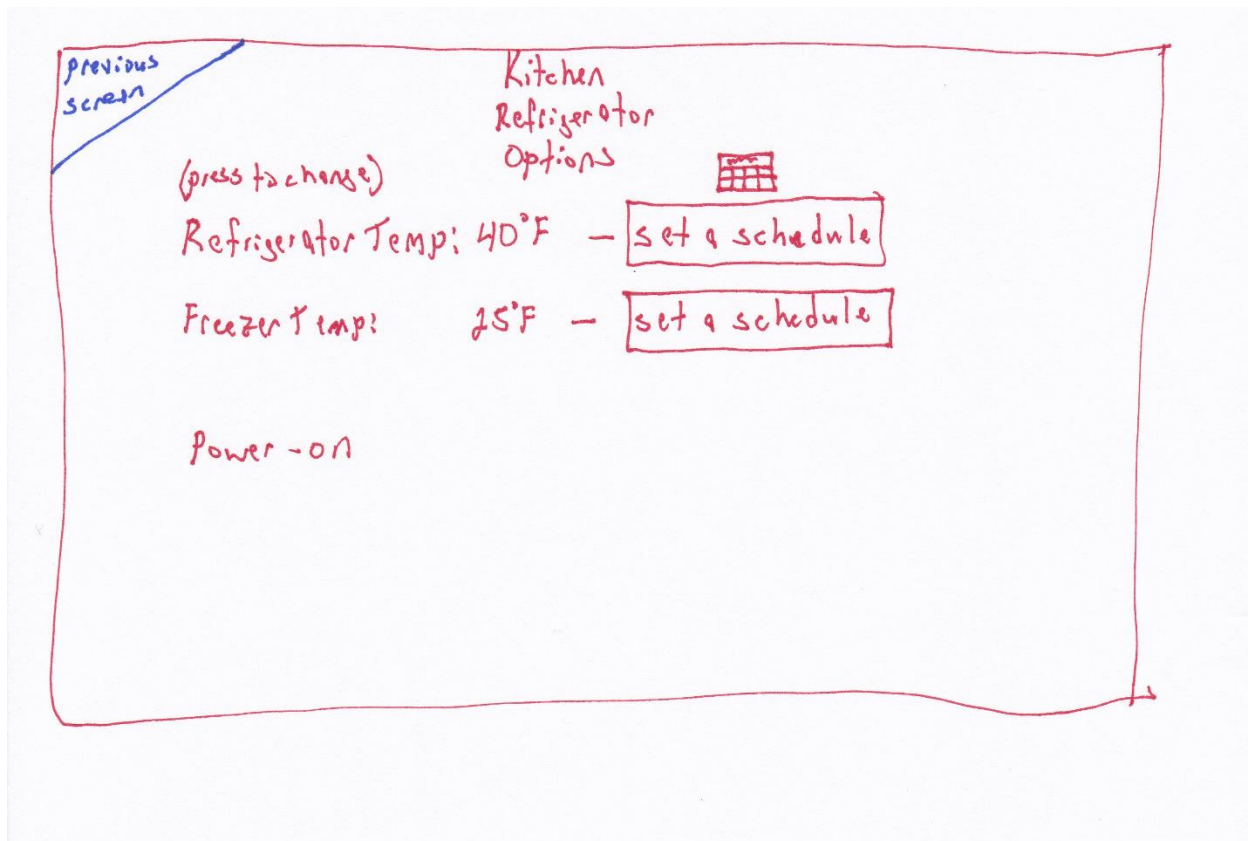 previous
screen
Kitchen
Refrigerator
Options
(press to change)
Refrigerator Temp: 40°F — set a schedule
Freezer Temp: 25°F — set a schedule
Power - on